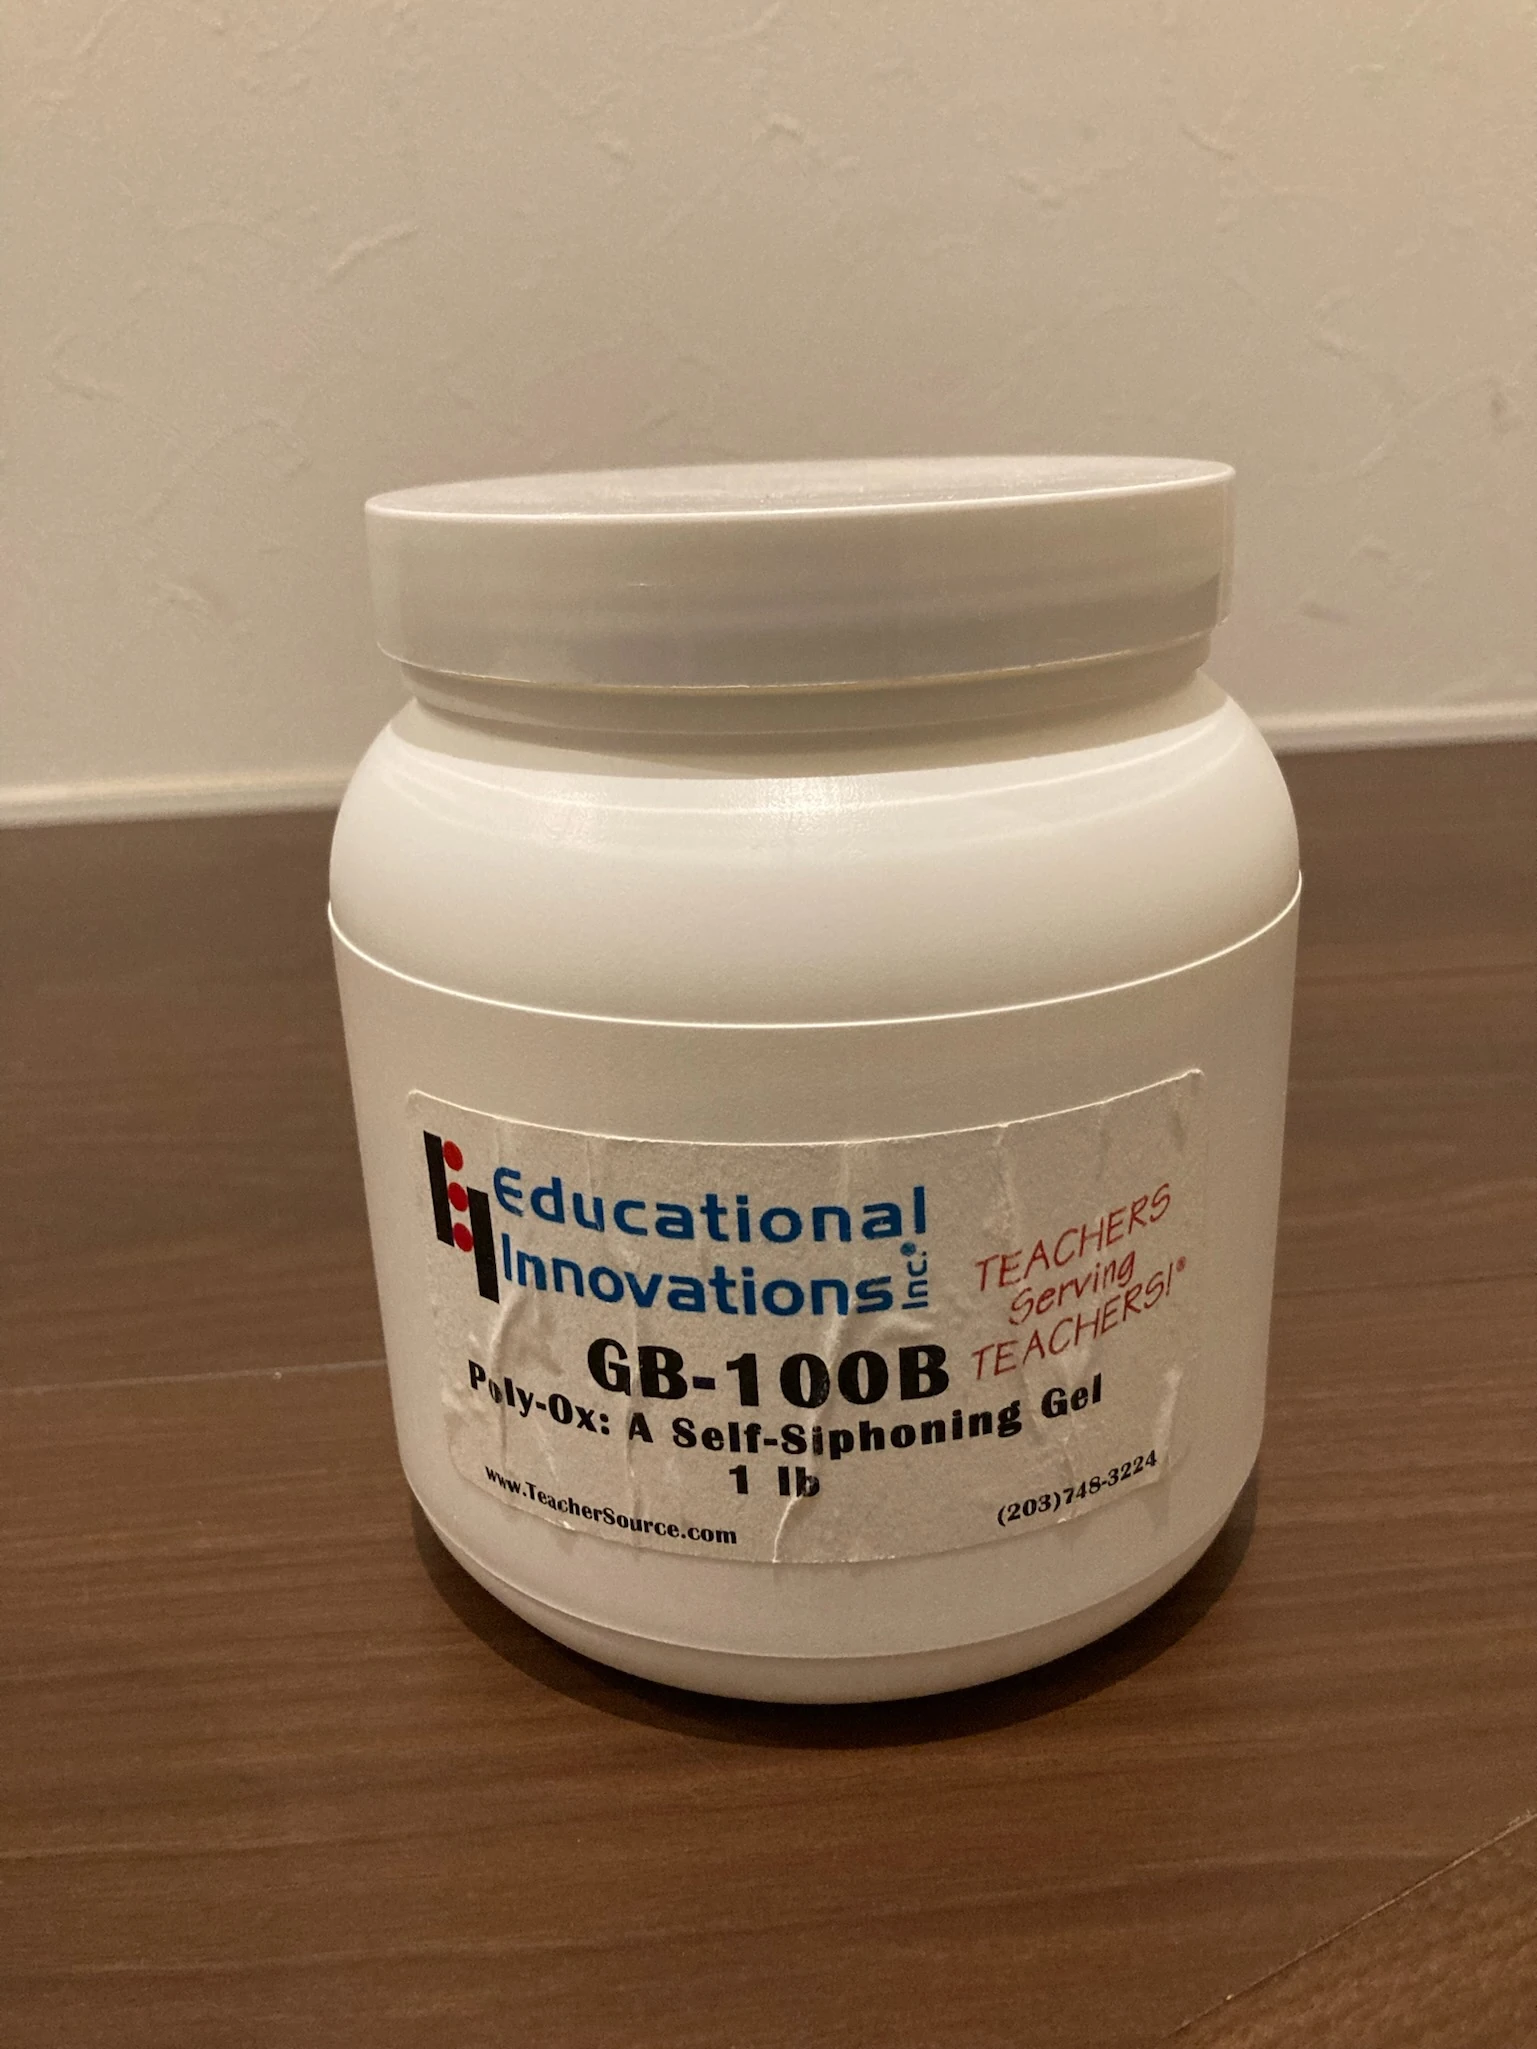 Educational
Innovations Inc.®
TEACHERS
Serving
TEACHERS!®
GB-100B
Poly-Ox: A Self-Siphoning Gel
1 lb
www.TeacherSource.com
(203)748-3224